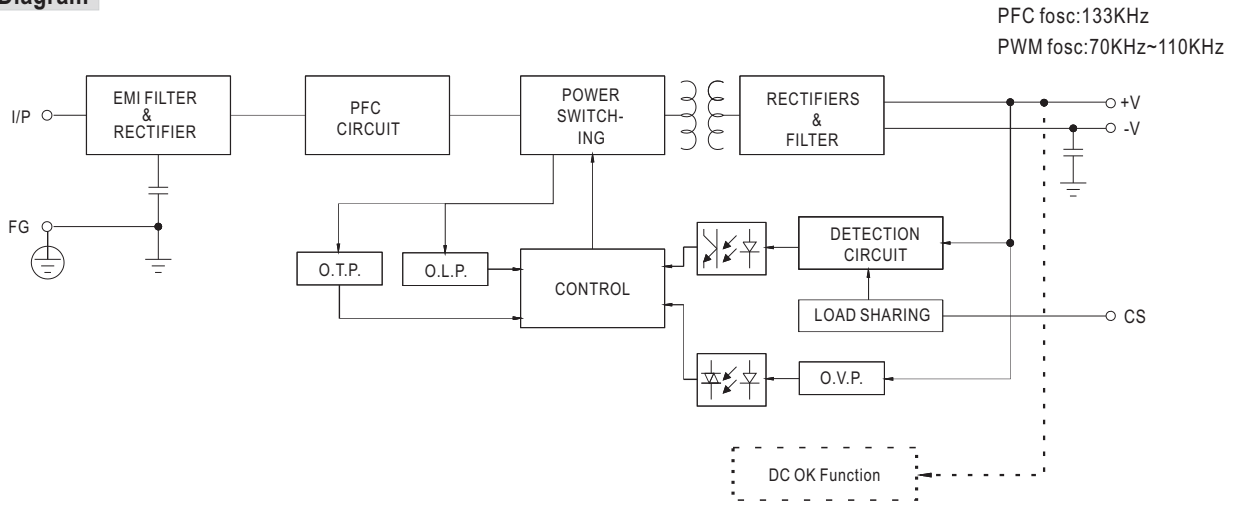 Diagram
PFC fosc:133KHz
PWM fosc:70KHz~110KHz
I/P
EMI FILTER
&
RECTIFIER
PFC
CIRCUIT
POWER
SWITCH-
ING
RECTIFIERS
&
FILTER
+V
-V
FG
O.T.P.
O.L.P.
CONTROL
DETECTION
CIRCUIT
LOAD SHARING
CS
O.V.P.
DC OK Function